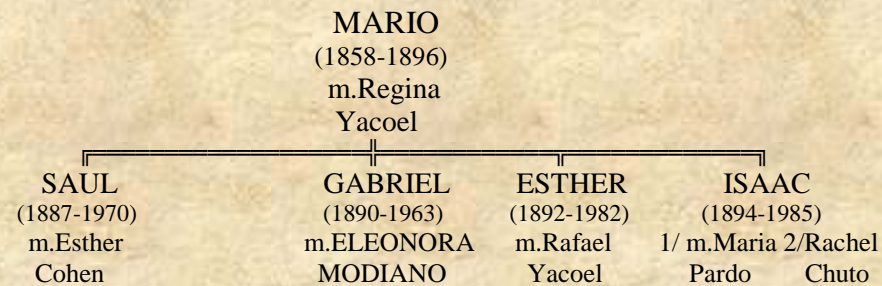 MARIO
(1858-1896)
m.Regina
Yacoel
SAUL GABRIEL ESTHER ISAAC
(1887-1970) (1890-1963) (1892-1982) (1894-1985)
m.Esther m.ELEONORA m.Rafael 1/ m.Maria 2/Rachel
Cohen MODIANO Yacoel Pardo Chuto